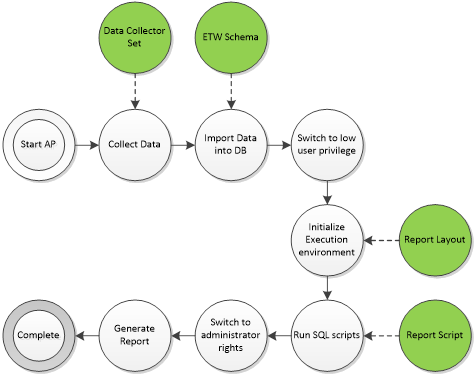 Data Collector
Set
ETW Schema
Start AP
Collect Data
Import Data
into DB
Switch to low
user privilege
Initialize
Execution
environment
Report Layout
Complete
Generate
Report
Switch to
administrator
rights
Run SQL scripts
Report Script